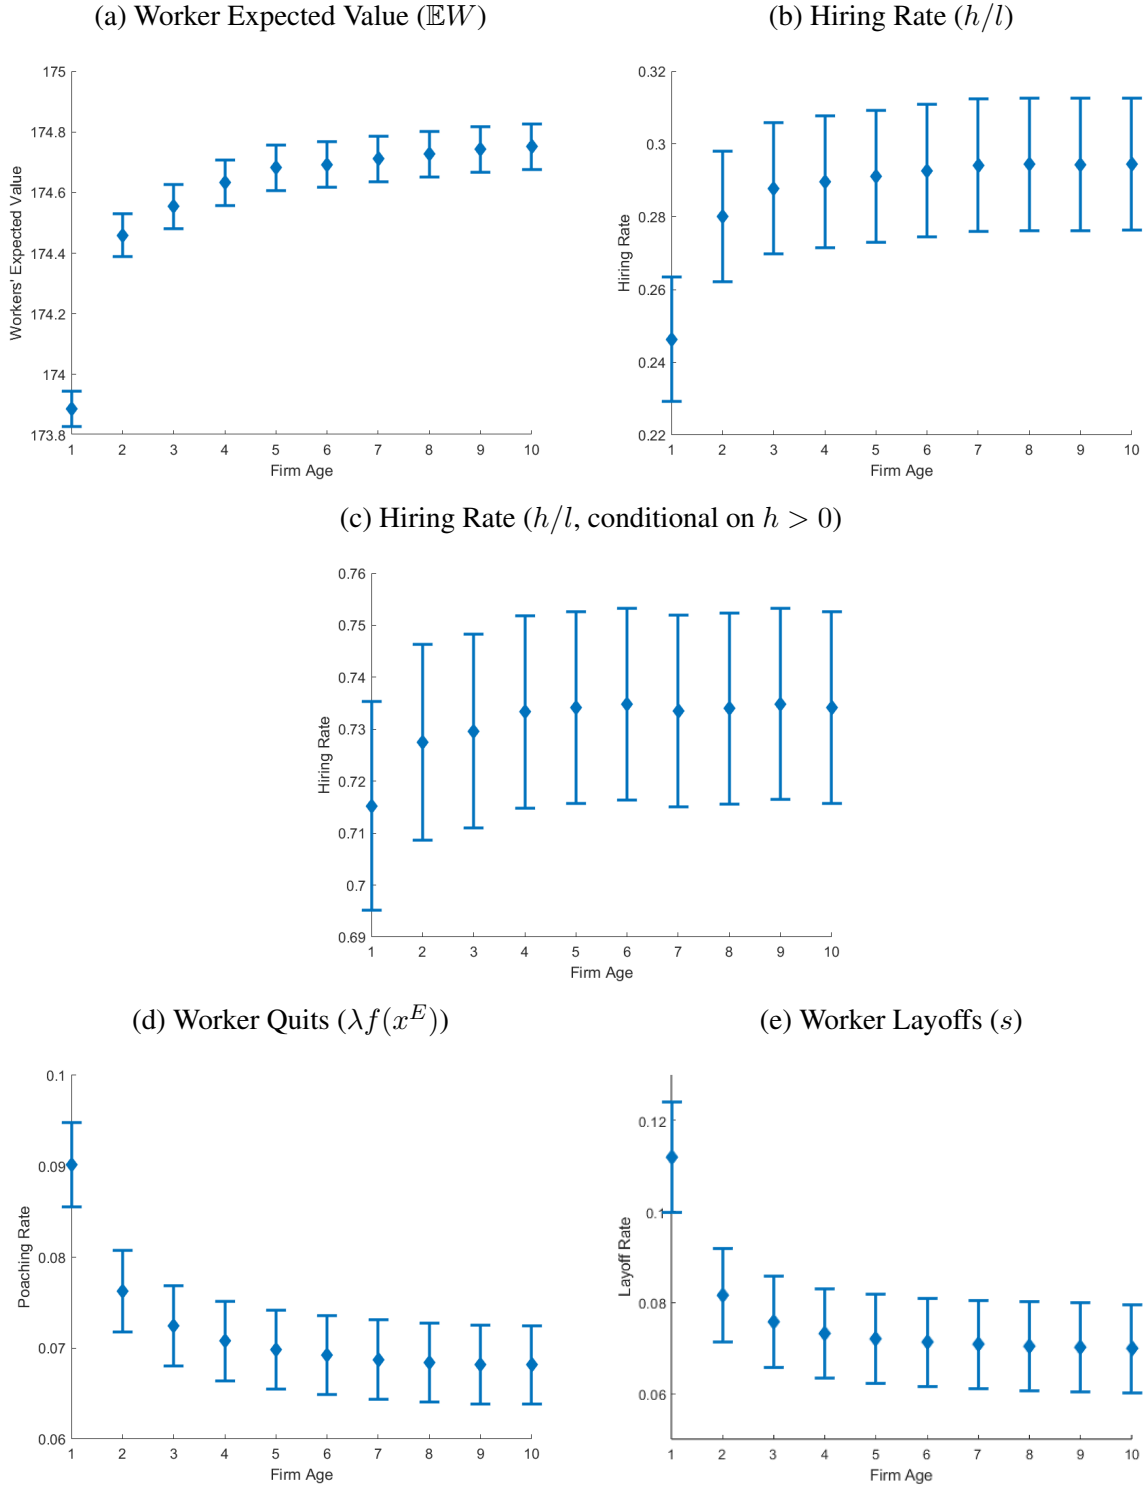 (a) Worker Expected Value (𝔼W)
175
174.8
174.6
174.4
174.2
174
173.8
Workers' Expected Value
1 2 3 4 5 6 7 8 9 10
Firm Age
(b) Hiring Rate (h/l)
0.32
0.3
0.28
0.26
0.24
0.22
Hiring Rate
1 2 3 4 5 6 7 8 9 10
Firm Age
(c) Hiring Rate (h/l, conditional on h > 0)
0.76
0.75
0.74
0.73
0.72
0.71
0.7
0.69
Hiring Rate
1 2 3 4 5 6 7 8 9 10
Firm Age
(d) Worker Quits (λf(x^E))
0.1
0.09
0.08
0.07
0.06
Poaching Rate
1 2 3 4 5 6 7 8 9 10
Firm Age
(e) Worker Layoffs (s)
0.12
0.1
0.08
0.06
Layoff Rate
1 2 3 4 5 6 7 8 9 10
Firm Age